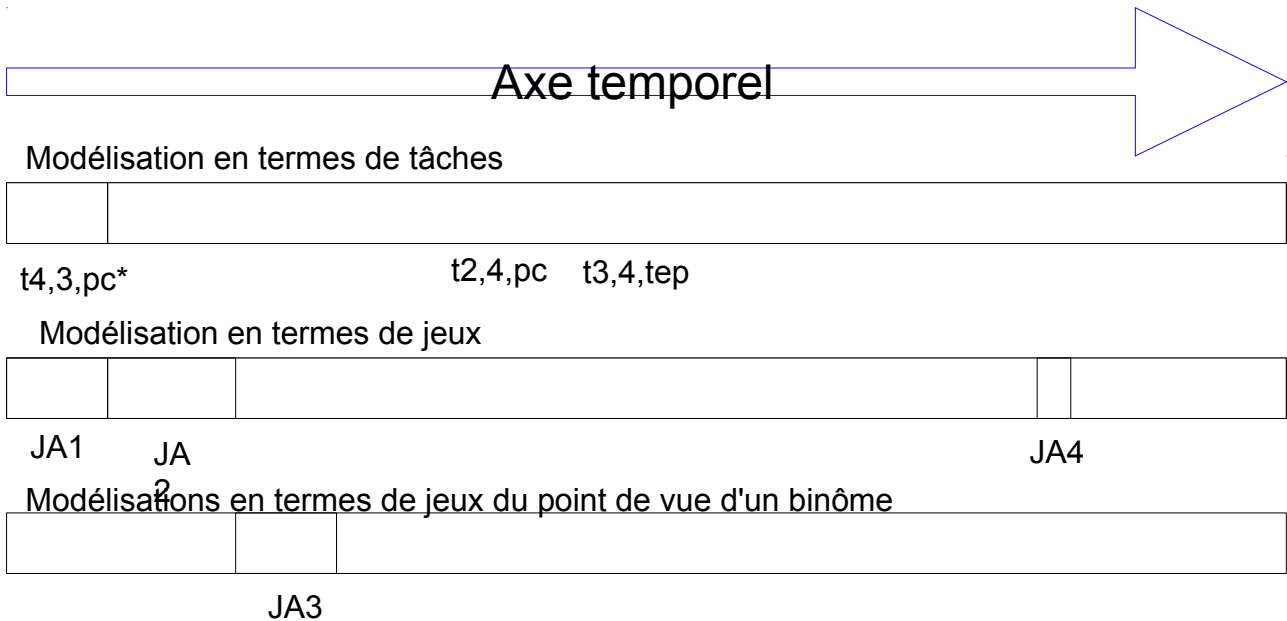 Axe temporel
Modélisation en termes de tâches
t4,3,pc*
t2,4,pc
t3,4,tep
Modélisation en termes de jeux
JA1
JA
2
JA4
Modélisations en termes de jeux du point de vue d'un binôme
JA3